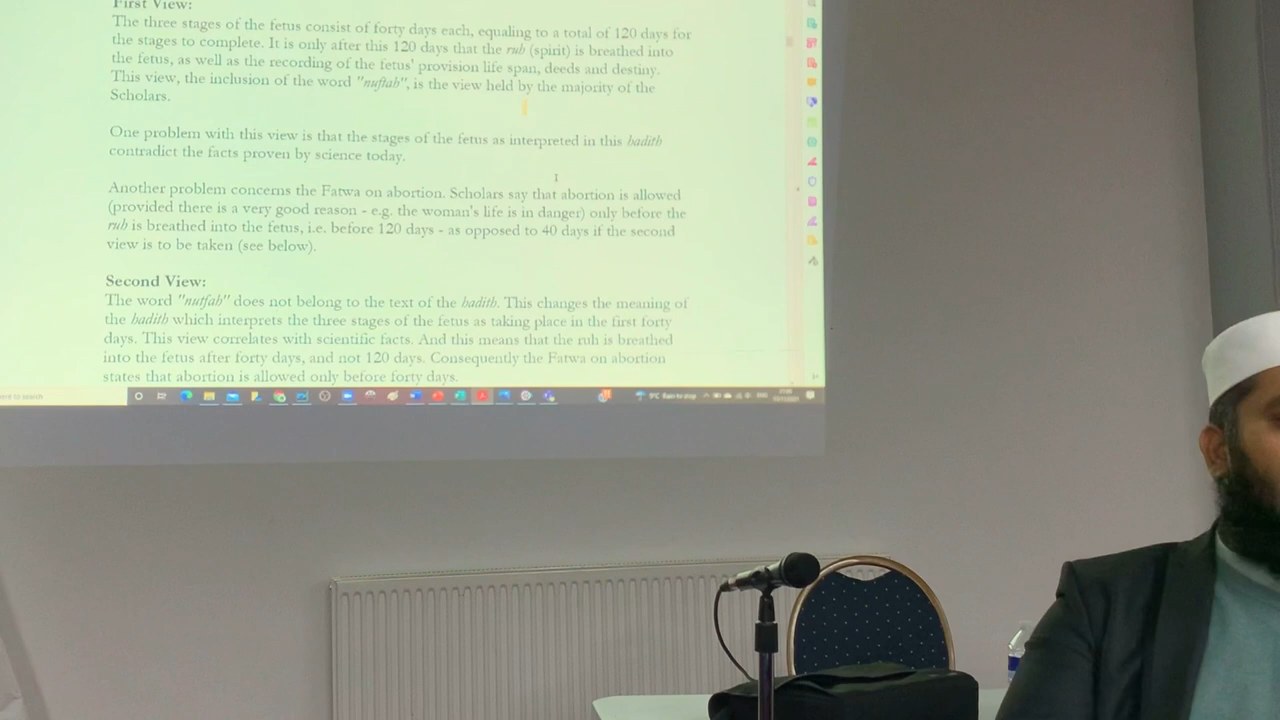 First View:
The three stages of the fetus consist of forty days each, equaling to a total of 120 days for
the stages to complete. It is only after this 120 days that the ruh (spirit) is breathed into
the fetus, as well as the recording of the fetus' provision life span, deeds and destiny.
This view, the inclusion of the word "nuftah", is the view held by the majority of the
Scholars.
One problem with this view is that the stages of the fetus as interpreted in this hadith
contradict the facts proven by science today.
Another problem concerns the Fatwa on abortion. Scholars say that abortion is allowed
(provided there is a very good reason - e.g. the woman's life is in danger) only before the
ruh is breathed into the fetus, i.e. before 120 days - as opposed to 40 days if the second
view is to be taken (see below).
Second View:
The word "nutfah" does not belong to the text of the hadith. This changes the meaning of
the hadith which interprets the three stages of the fetus as taking place in the first forty
days. This view correlates with scientific facts. And this means that the ruh is breathed
into the fetus after forty days, and not 120 days. Consequently the Fatwa on abortion
states that abortion is allowed only before forty days.
here to search
9°C Rain to stop